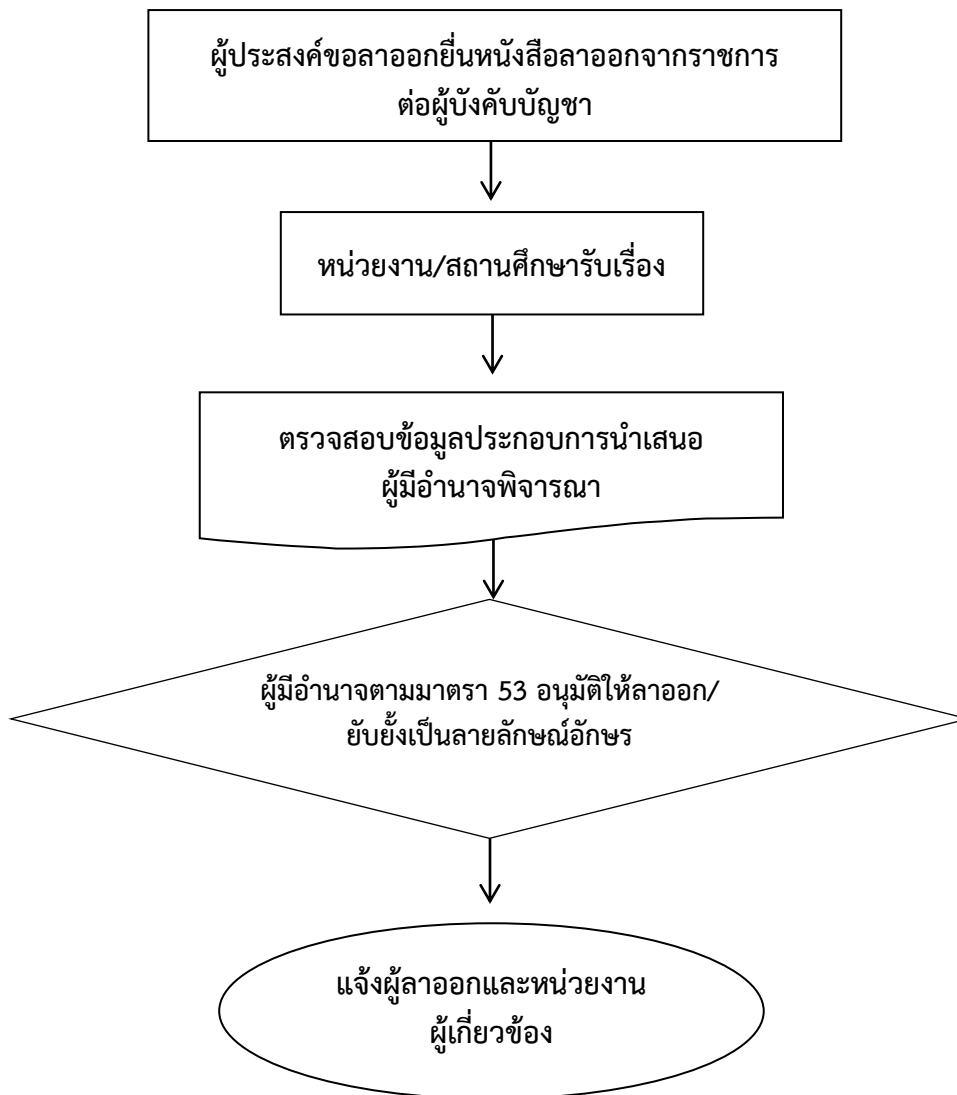 ผู้ประสงค์ขอลาออกยื่นหนังสือลาออกจากราชการ
ต่อผู้บังคับบัญชา
หน่วยงาน/สถานศึกษารับเรื่อง
ตรวจสอบข้อมูลประกอบการนำเสนอ
ผู้มีอำนาจพิจารณา
ผู้มีอำนาจตามมาตรา 53 อนุมัติให้ลาออก/
ยับยั้งเป็นลายลักษณ์อักษร
แจ้งผู้ลาออกและหน่วยงาน
ผู้เกี่ยวข้อง